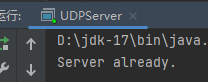 运行: UDPServer
D:\jdk-17\bin\java.
Server already.